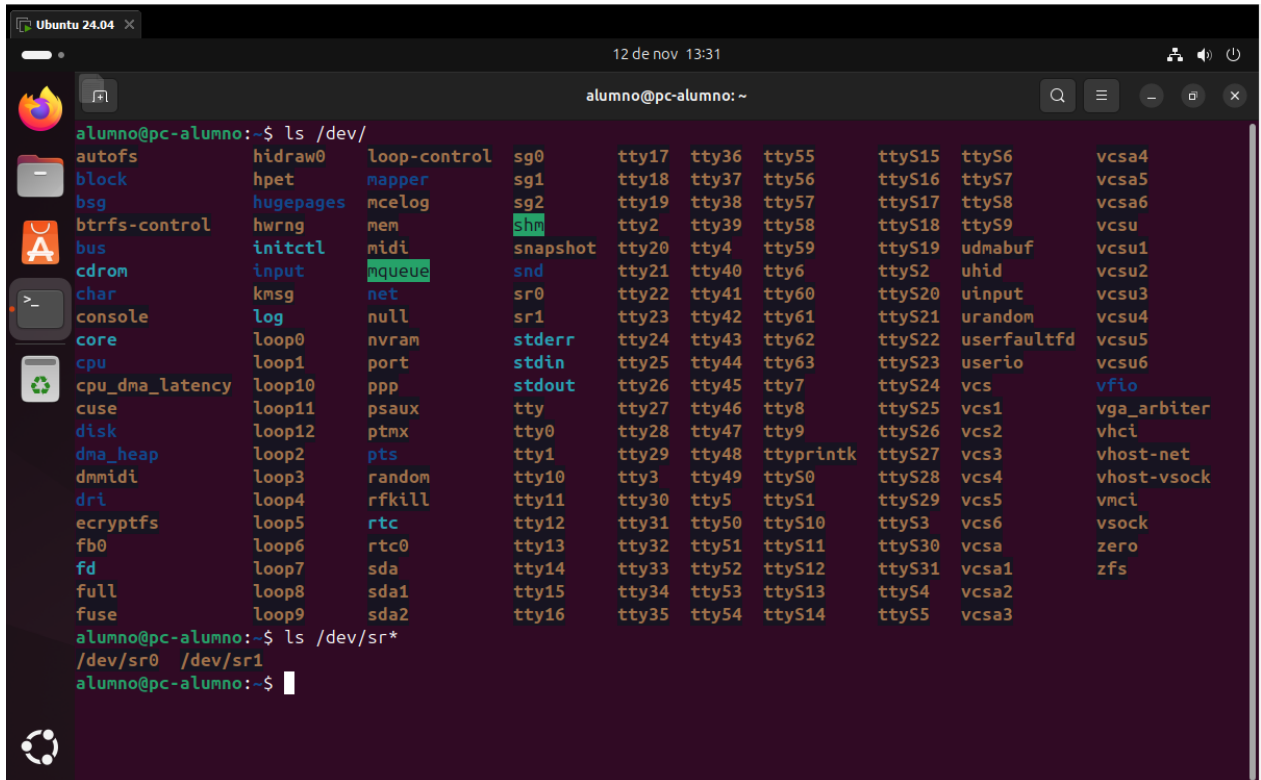 Ubuntu 24.04
12 de nov 13:31
alumno@pc-alumno: ~
alumno@pc-alumno:~$ ls /dev/
autofs hidraw0 loop-control sg0 tty17 tty36 tty55 ttyS15 ttyS6 vcsa4
block hpet mapper sg1 tty18 tty37 tty56 ttyS16 ttyS7 vcsa5
bsg hugepages mcelog sg2 tty19 tty38 tty57 ttyS17 ttyS8 vcsa6
btrfs-control hwrng mem shm tty2 tty39 tty58 ttyS18 ttyS9 vcsu
bus initctl midi snapshot tty20 tty4 tty59 ttyS19 udmabuf vcsu1
cdrom input mqueue snd tty21 tty40 tty6 ttyS2 uhid vcsu2
char kmsg net sr0 tty22 tty41 tty60 ttyS20 uinput vcsu3
console log null sr1 tty23 tty42 tty61 ttyS21 urandom vcsu4
core loop0 nvram stderr tty24 tty43 tty62 ttyS22 userfaultfd vcsu5
cpu loop1 port stdin tty25 tty44 tty63 ttyS23 userio vcsu6
cpu_dma_latency loop10 ppp stdout tty26 tty45 tty7 ttyS24 vcs vfio
cuse loop11 psaux tty tty27 tty46 tty8 ttyS25 vcs1 vga_arbiter
disk loop12 ptmx tty0 tty28 tty47 tty9 ttyS26 vcs2 vhci
dma_heap loop2 pts tty1 tty29 tty48 ttyprintk ttyS27 vcs3 vhost-net
dmmidi loop3 random tty10 tty3 tty49 ttyS0 ttyS28 vcs4 vhost-vsock
dri loop4 rfkill tty11 tty30 tty5 ttyS1 ttyS29 vcs5 vmci
ecryptfs loop5 rtc tty12 tty31 tty50 ttyS10 ttyS3 vcs6 vsock
fb0 loop6 rtc0 tty13 tty32 tty51 ttyS11 ttyS30 vcsa zero
fd loop7 sda tty14 tty33 tty52 ttyS12 ttyS31 vcsa1 zfs
full loop8 sda1 tty15 tty34 tty53 ttyS13 ttyS4 vcsa2
fuse loop9 sda2 tty16 tty35 tty54 ttyS14 ttyS5 vcsa3
alumno@pc-alumno:~$ ls /dev/sr*
/dev/sr0 /dev/sr1
alumno@pc-alumno:~$